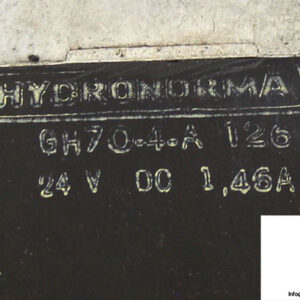 HYDRONORMA
GH70-4-A 126
24 V DC 1,46A